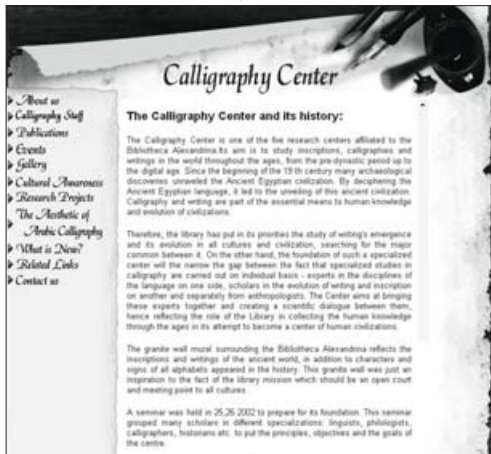 Calligraphy Center
About us
Calligraphy Staff
Publications
Events
Gallery
Cultural Awareness
Research Projects
The Aesthetic of
Arabic Calligraphy
What is New?
Related Links
Contact us
The Calligraphy Center and its history:
The Calligraphy Center is one of the five research centers affiliated to the
Bibliotheca Alexandrina.Its aim is to study inscriptions, calligraphies and
writings in the world throughout the ages, from the pre-dynastic period up to
the digital age. Since the beginning of the 19 th century many archaeological
discoveries unraveled the Ancient Egyptian civilization. By deciphering the
Ancient Egyptian language, it led to the unveiling of this ancient civilization.
Calligraphy and writing are part of the essential means to human knowledge
and evolution of civilizations.
Therefore, the library has put in its priorities the study of writing's emergence
and its evolution in all cultures and civilization, searching for the major
common between it. On the other hand, the foundation of such a specialized
center will the narrow the gap between the fact that specialized studies in
calligraphy are carried out on individual basis - experts in the disciplines of
the language on one side, scholars in the evolution of writing and inscription
on another and separately from anthropologists. The Center aims at bringing
these experts together and creating a scientific dialogue between them,
hence reflecting the role of the Library in collecting the human knowledge
through the ages in its attempt to become a center of human civilizations.
The granite wall mural surrounding the Bibliotheca Alexandrina reflects the
inscriptions and writings of the ancient world, in addition to characters and
signs of all alphabets appeared in the history. This granite wall was just an
inspiration to the fact of the library mission which should be an open court
and meeting point to all cultures.
A seminar was held in 25,26 2002 to prepare for its foundation. This seminar
grouped many scholars in different specializations: linguists, philologists,
calligraphers, historians etc. to put the principles, objectives and the goals of
the centre.